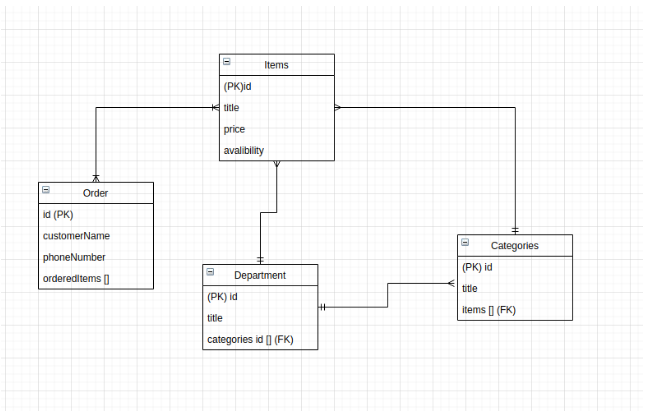 Items
(PK)id
title
price
avalibility
Order
id (PK)
customerName
phoneNumber
orderedItems []
Department
(PK) id
title
categories id [] (FK)
Categories
(PK) id
title
items [] (FK)